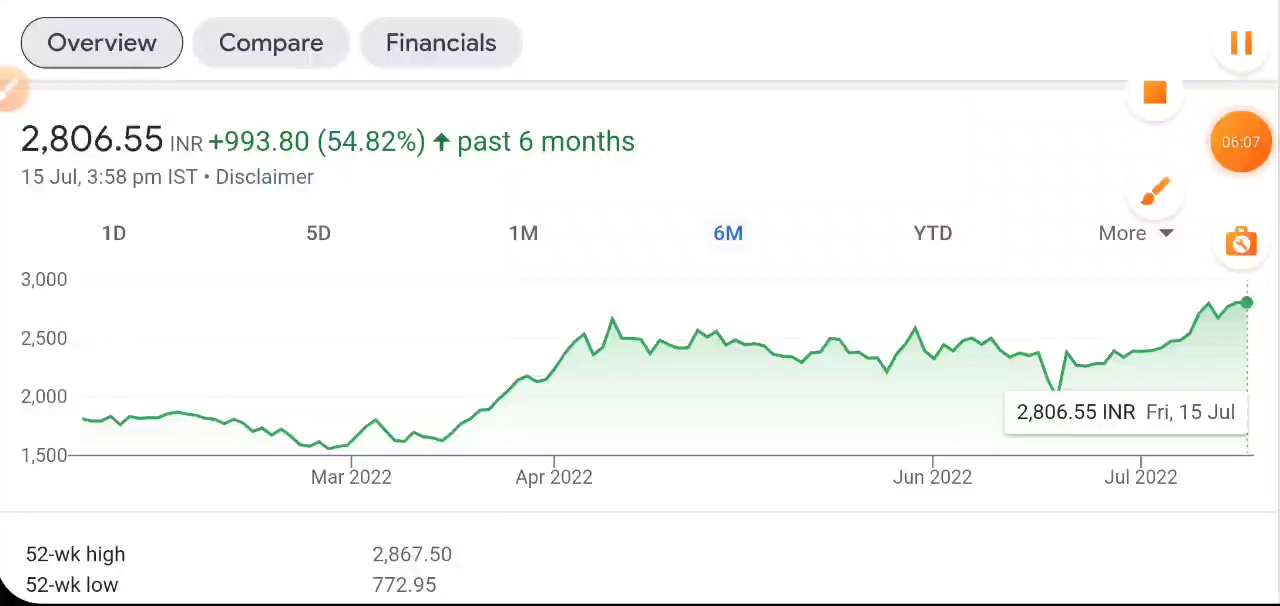 Overview Compare Financials
2,806.55 INR +993.80 (54.82%) ↑ past 6 months
06:07
15 Jul, 3:58 pm IST • Disclaimer
1D 5D 1M 6M YTD More
3,000
2,500
2,000
2,806.55 INR Fri, 15 Jul
1,500
Mar 2022 Apr 2022 Jun 2022 Jul 2022
52-wk high 2,867.50
52-wk low 772.95